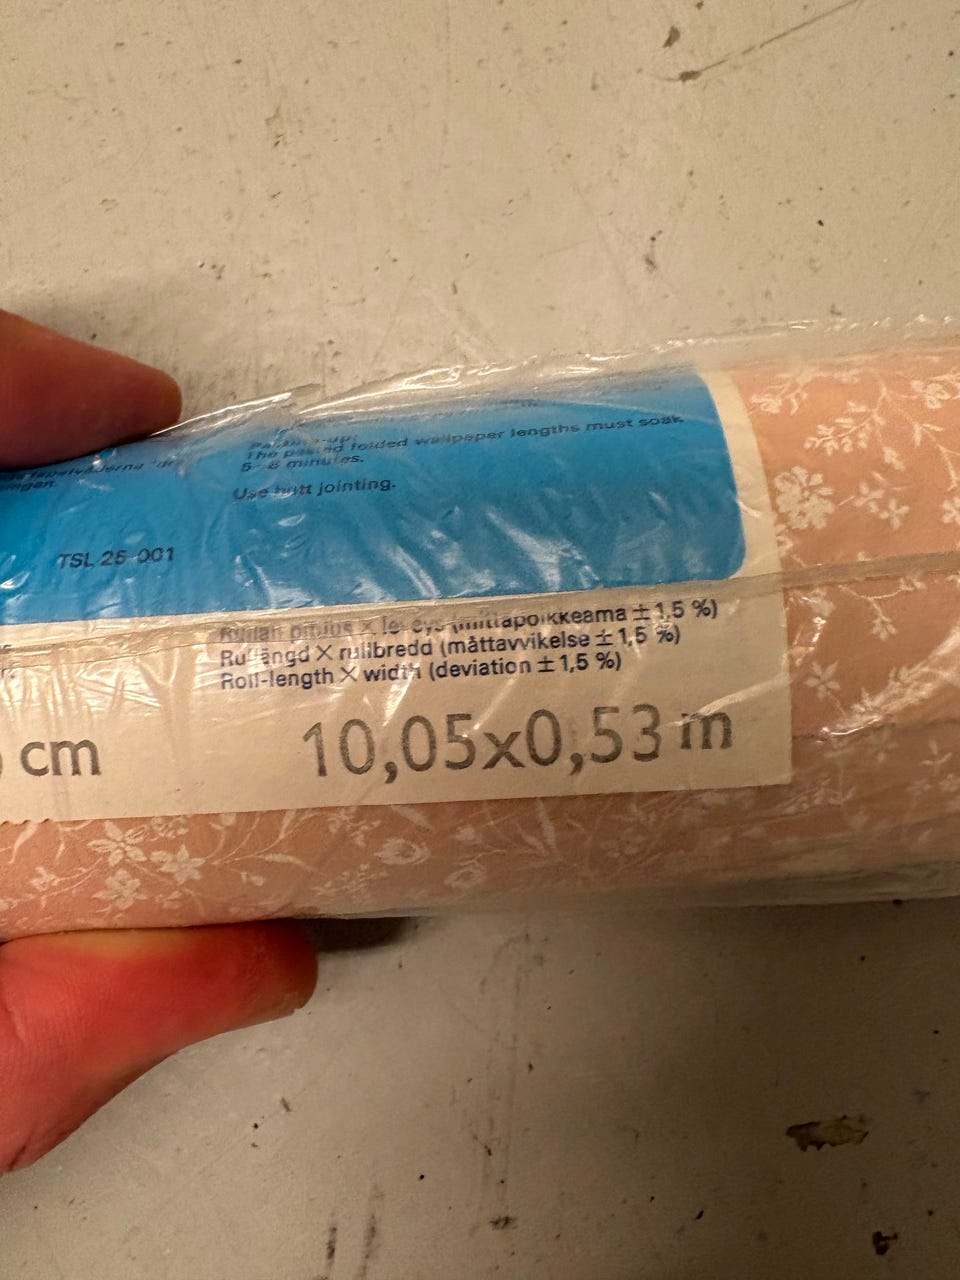 The pasted folded wallpaper lengths must soak
5-8 minutes.
Use butt jointing.
TSL 25-001
Rullan pituus x leveys (mittapoikkeama ± 1,5 %)
Rullängd X rullbredd (måttavvikelse ± 1,5 %)
Roll-length X width (deviation ± 1,5 %)
cm
10,05x0,53 m